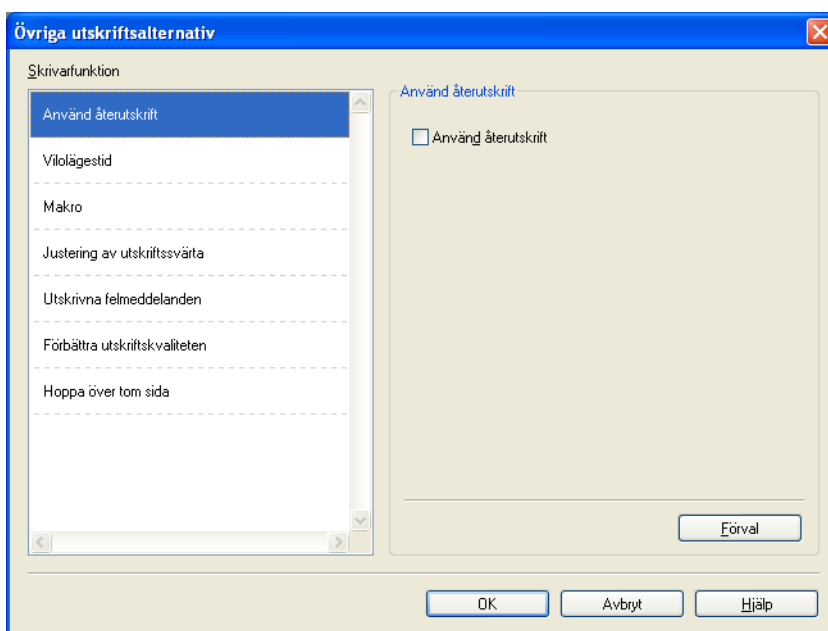 Övriga utskriftsalternativ
Skrivarfunktion
Använd återutskrift
Vilolägestid
Makro
Justering av utskriftssvärta
Utskrivna felmeddelanden
Förbättra utskriftskvaliteten
Hoppa över tom sida
Använd återutskrift
Använd återutskrift
Förval
OK
Avbryt
Hjälp